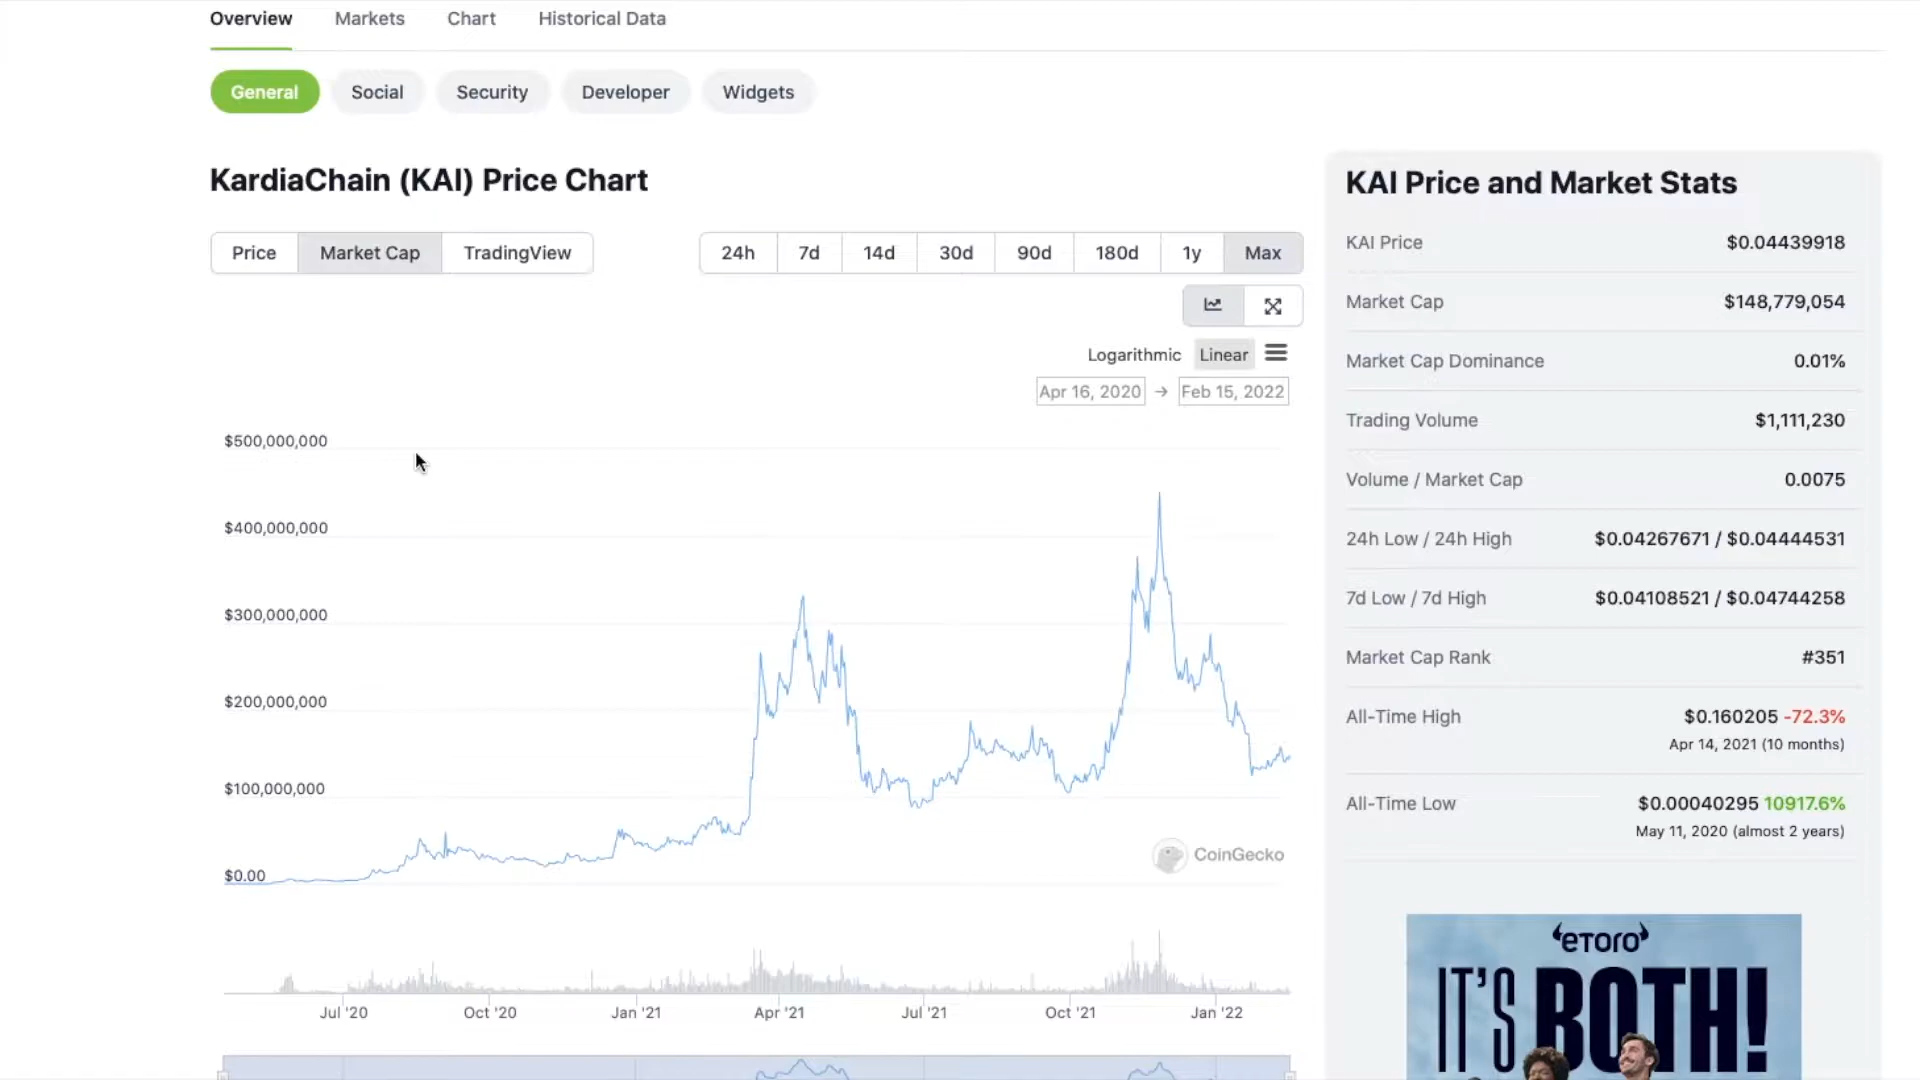 Overview Markets Chart Historical Data
General Social Security Developer Widgets
KardiaChain (KAI) Price Chart
Price Market Cap TradingView
24h 7d 14d 30d 90d 180d 1y Max
Logarithmic Linear
Apr 16, 2020 → Feb 15, 2022
$500,000,000
$400,000,000
$300,000,000
$200,000,000
$100,000,000
$0.00
CoinGecko
Jul '20 Oct '20 Jan '21 Apr '21 Jul '21 Oct '21 Jan '22
KAI Price and Market Stats
KAI Price $0.04439918
Market Cap $148,779,054
Market Cap Dominance 0.01%
Trading Volume $1,111,230
Volume / Market Cap 0.0075
24h Low / 24h High $0.04267671 / $0.04444531
7d Low / 7d High $0.04108521 / $0.04744258
Market Cap Rank #351
All-Time High $0.160205 -72.3%
Apr 14, 2021 (10 months)
All-Time Low $0.00040295 10917.6%
May 11, 2020 (almost 2 years)
eTORO
IT'S BOTH!